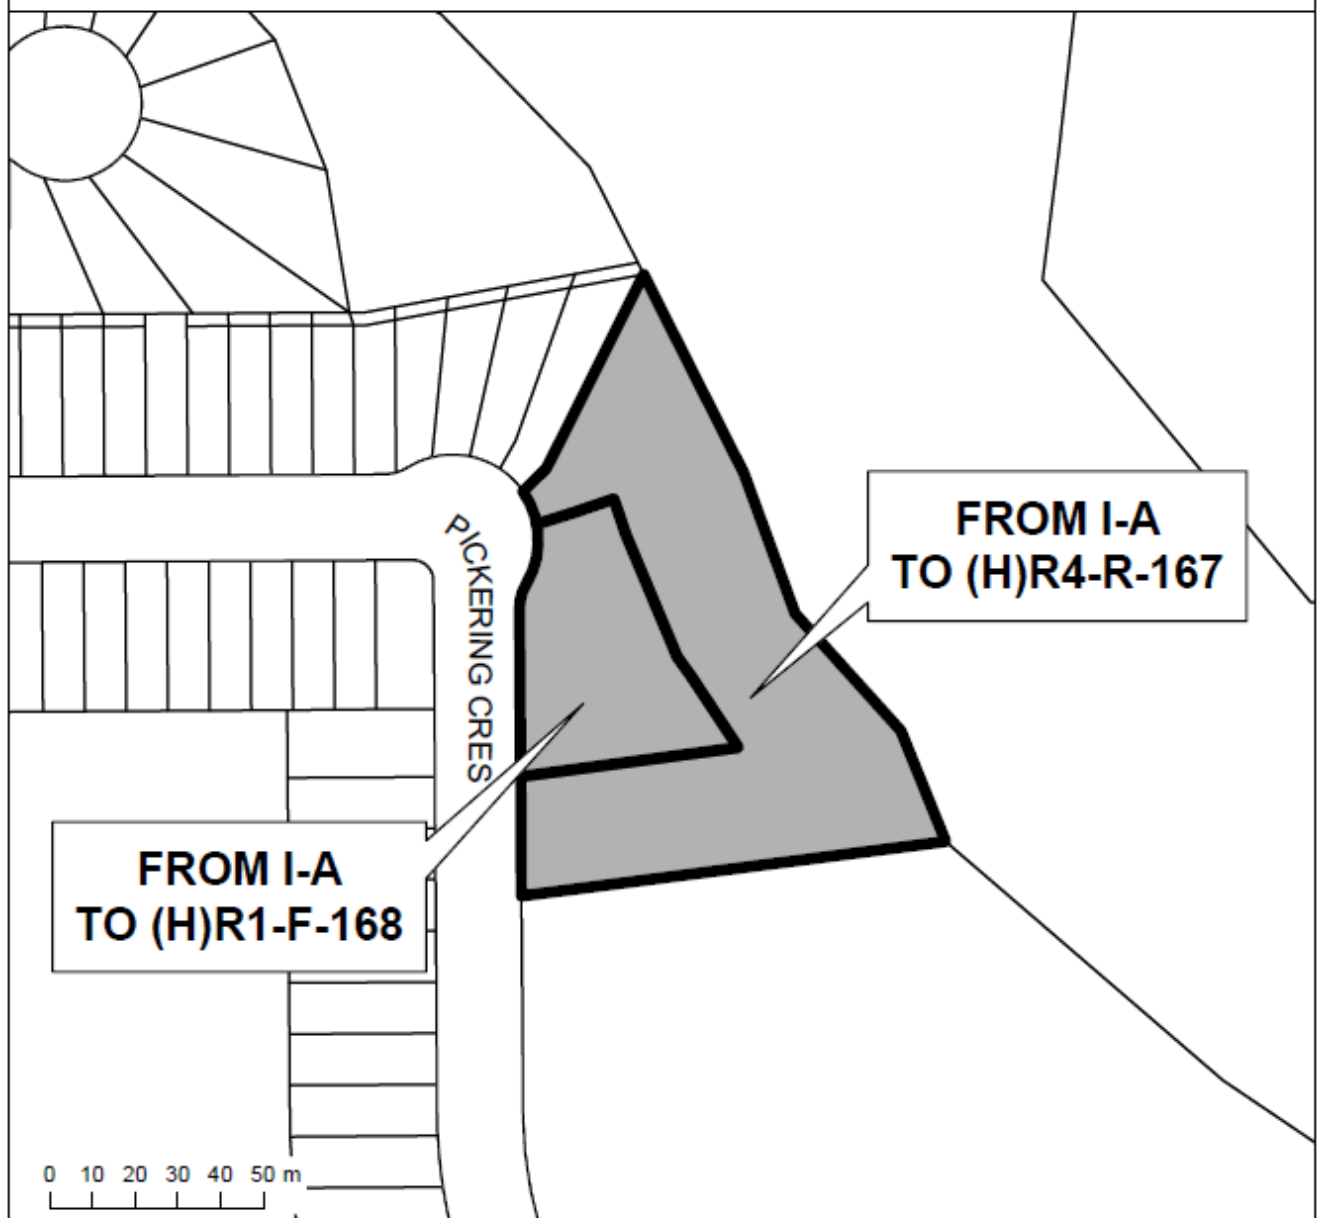 PICKERING CRES
FROM I-A
TO (H)R4-R-167
FROM I-A
TO (H)R1-F-168
0 10 20 30 40 50 m